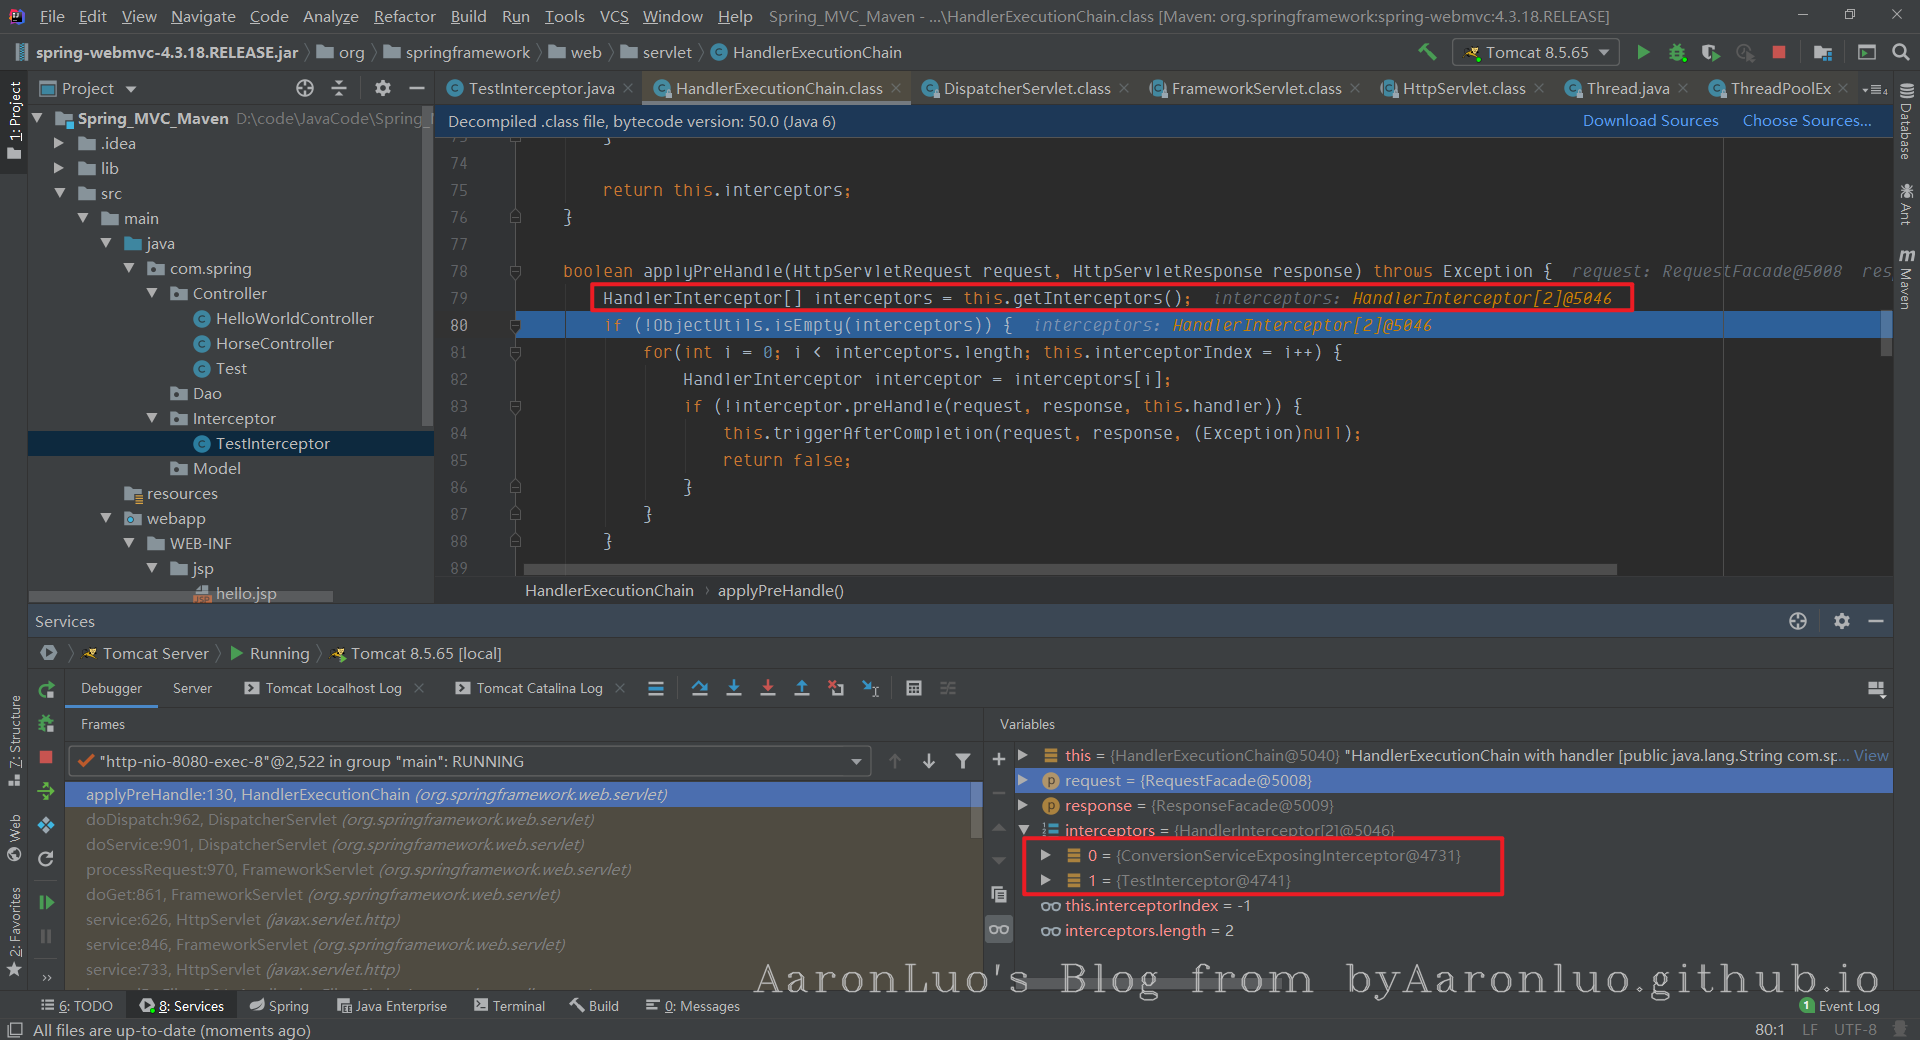 File Edit View Navigate Code Analyze Refactor Build Run Tools VCS Window Help Spring_MVC_Maven - ...\HandlerExecutionChain.class [Maven: org.springframework:spring-webmvc:4.3.18.RELEASE]
spring-webmvc-4.3.18.RELEASE.jar org springframework web servlet HandlerExecutionChain Tomcat 8.5.65
1: Project
Project
TestInterceptor.java HandlerExecutionChain.class DispatcherServlet.class FrameworkServlet.class HttpServlet.class Thread.java ThreadPoolEx 4
Spring_MVC_Maven D:\code\JavaCode\Spring_
.idea
lib
src
main
java
com.spring
Controller
HelloWorldController
HorseController
Test
Dao
Interceptor
TestInterceptor
Model
resources
webapp
WEB-INF
jsp
hello.jsp
Decompiled .class file, bytecode version: 50.0 (Java 6) Download Sources Choose Sources...
73 }
74
75 return this.interceptors;
76 }
77
78 boolean applyPreHandle(HttpServletRequest request, HttpServletResponse response) throws Exception { request: RequestFacade@5008 res
79 HandlerInterceptor[] interceptors = this.getInterceptors(); interceptors: HandlerInterceptor[2]@5046
80 if (!ObjectUtils.isEmpty(interceptors)) { interceptors: HandlerInterceptor[2]@5046
81 for(int i = 0; i < interceptors.length; this.interceptorIndex = i++) {
82 HandlerInterceptor interceptor = interceptors[i];
83 if (!interceptor.preHandle(request, response, this.handler)) {
84 this.triggerAfterCompletion(request, response, (Exception)null);
85 return false;
86 }
87 }
88 }
89
HandlerExecutionChain › applyPreHandle()
Database
Ant
Maven
Services
Tomcat Server Running Tomcat 8.5.65 [local]
Debugger Server Tomcat Localhost Log Tomcat Catalina Log
Frames
"http-nio-8080-exec-8"@2,522 in group "main": RUNNING
applyPreHandle:130, HandlerExecutionChain (org.springframework.web.servlet)
doDispatch:962, DispatcherServlet (org.springframework.web.servlet)
doService:901, DispatcherServlet (org.springframework.web.servlet)
processRequest:970, FrameworkServlet (org.springframework.web.servlet)
doGet:861, FrameworkServlet (org.springframework.web.servlet)
service:626, HttpServlet (javax.servlet.http)
service:846, FrameworkServlet (org.springframework.web.servlet)
service:733, HttpServlet (javax.servlet.http)
Variables
this = {HandlerExecutionChain@5040} "HandlerExecutionChain with handler [public java.lang.String com.sp... View
request = {RequestFacade@5008}
response = {ResponseFacade@5009}
interceptors = {HandlerInterceptor[2]@5046}
0 = {ConversionServiceExposingInterceptor@4731}
1 = {TestInterceptor@4741}
this.interceptorIndex = -1
interceptors.length = 2
AaronLuo's Blog from byAaronluo.github.io
Z: Structure
Web
2: Favorites
6: TODO 8: Services Spring Java Enterprise Terminal Build 0: Messages 1 Event Log
All files are up-to-date (moments ago) 80:1 LF UTF-8